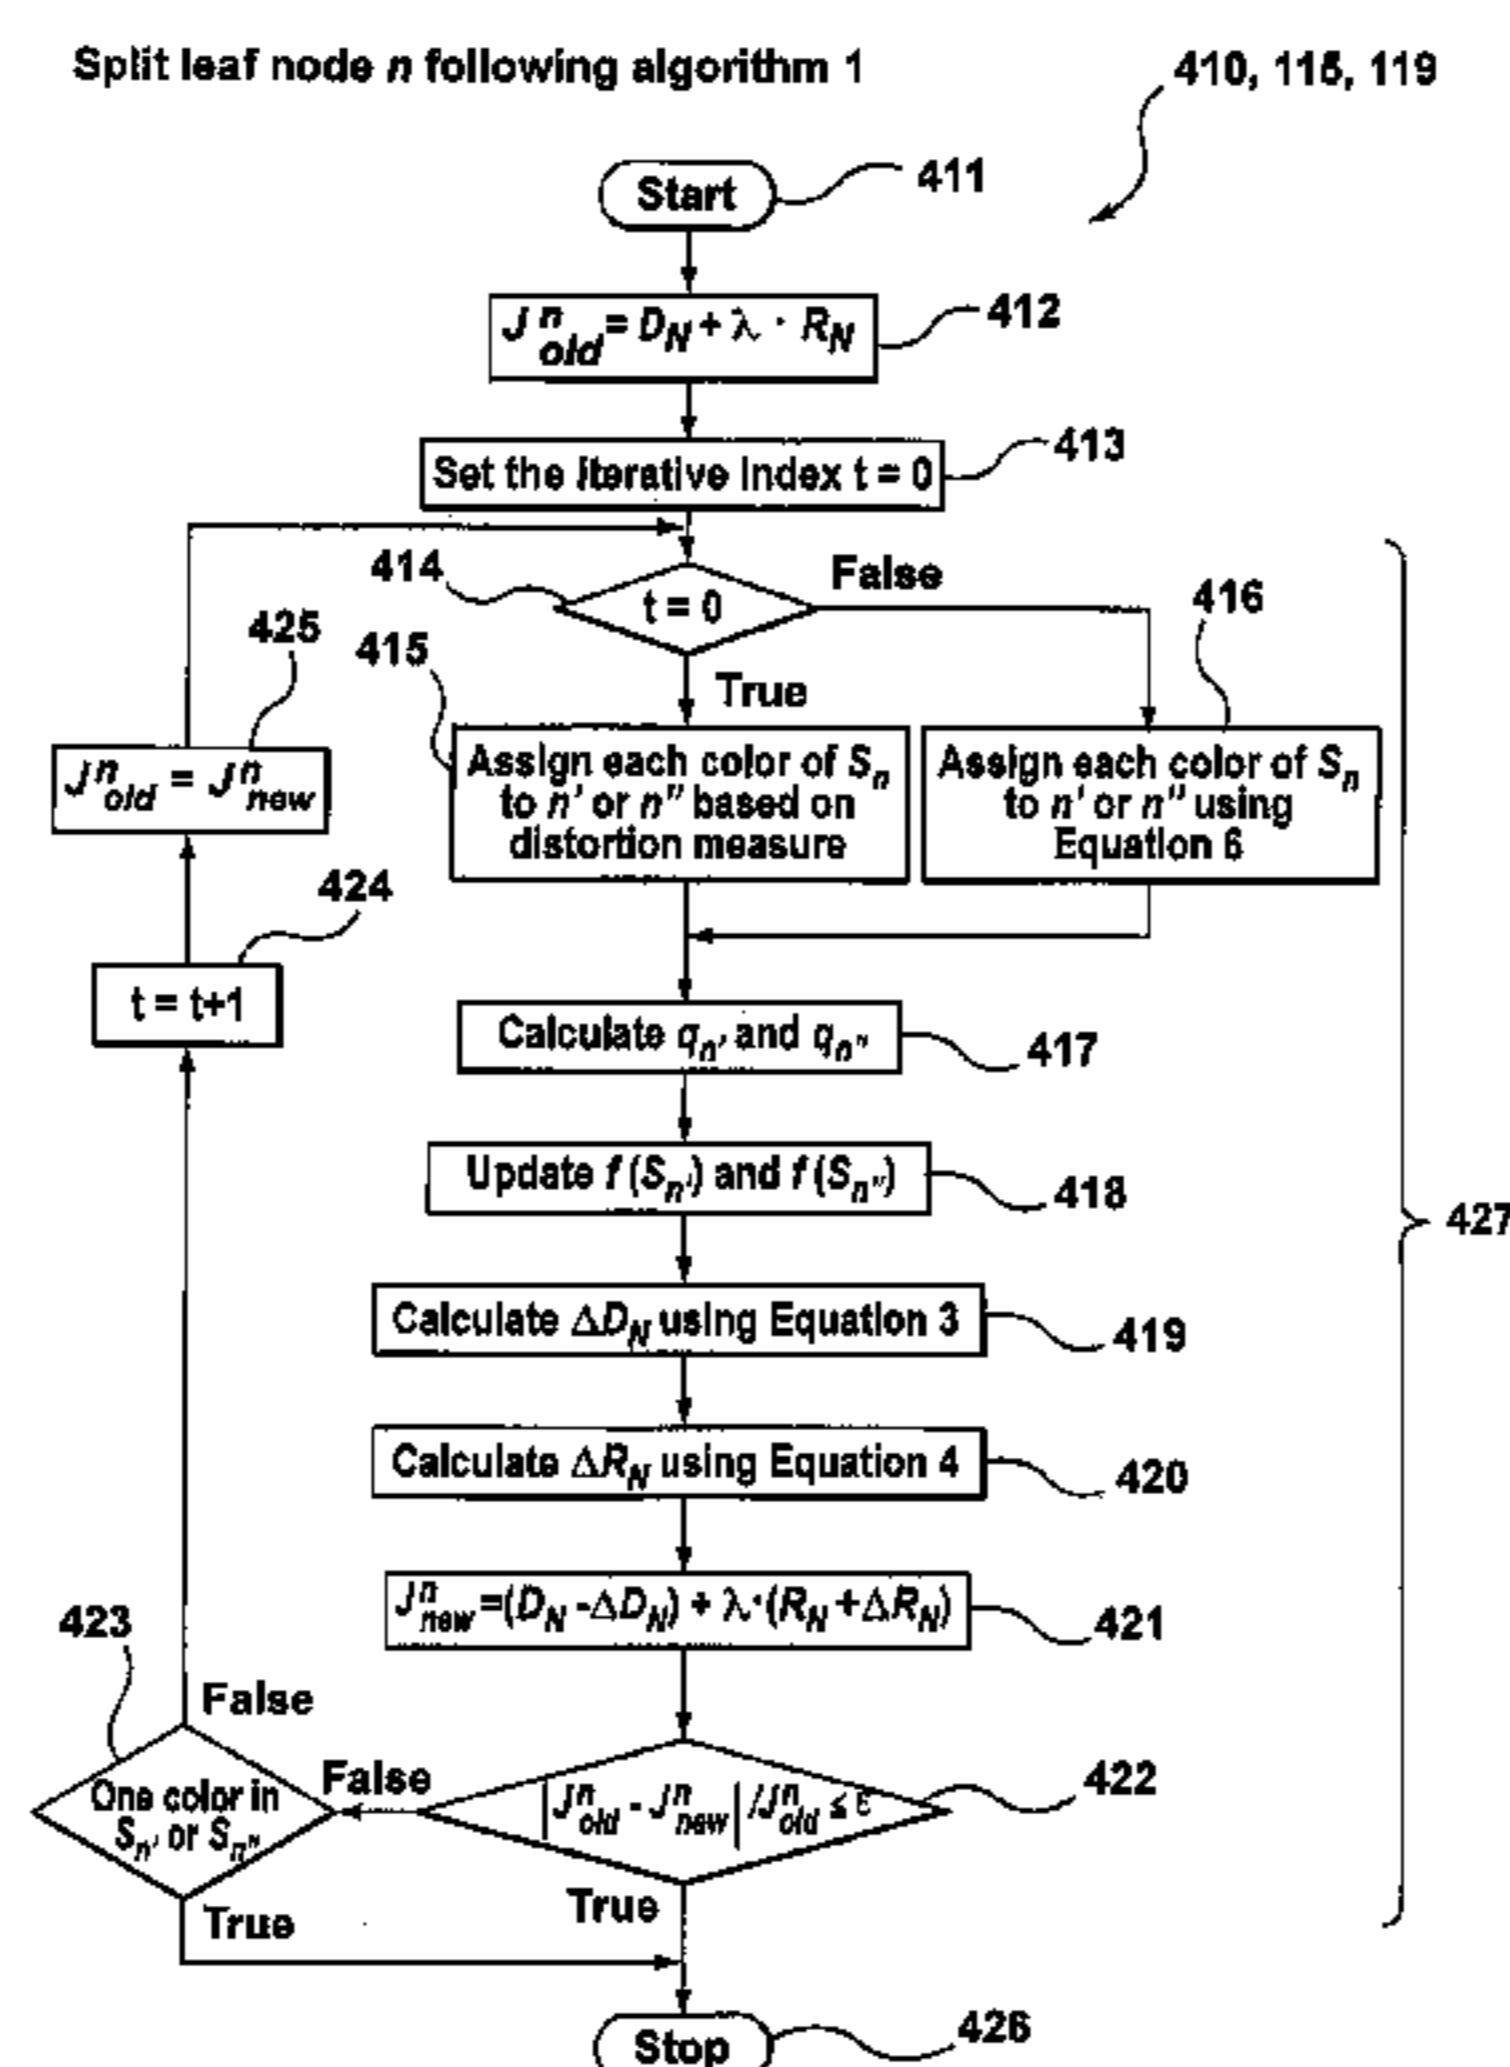 Split leaf node n following algorithm 1
410, 115, 119
Start
411
J^n_old = D_N + λ · R_N
412
Set the iterative index t = 0
413
414
t = 0
False
True
415
Assign each color of S_n
to n' or n'' based on
distortion measure
416
Assign each color of S_n
to n' or n'' using
Equation 6
425
J^n_old = J^n_new
424
t = t+1
Calculate q_n' and q_n''
417
Update f (S_n') and f (S_n'')
418
427
Calculate ΔD_N using Equation 3
419
Calculate ΔR_N using Equation 4
420
J^n_new =(D_N -ΔD_N) + λ·(R_N +ΔR_N)
421
423
False
One color in
S_n' or S_n''
False
|J^n_old - J^n_new| /J^n_old ≤ ε
422
True
True
Stop
426